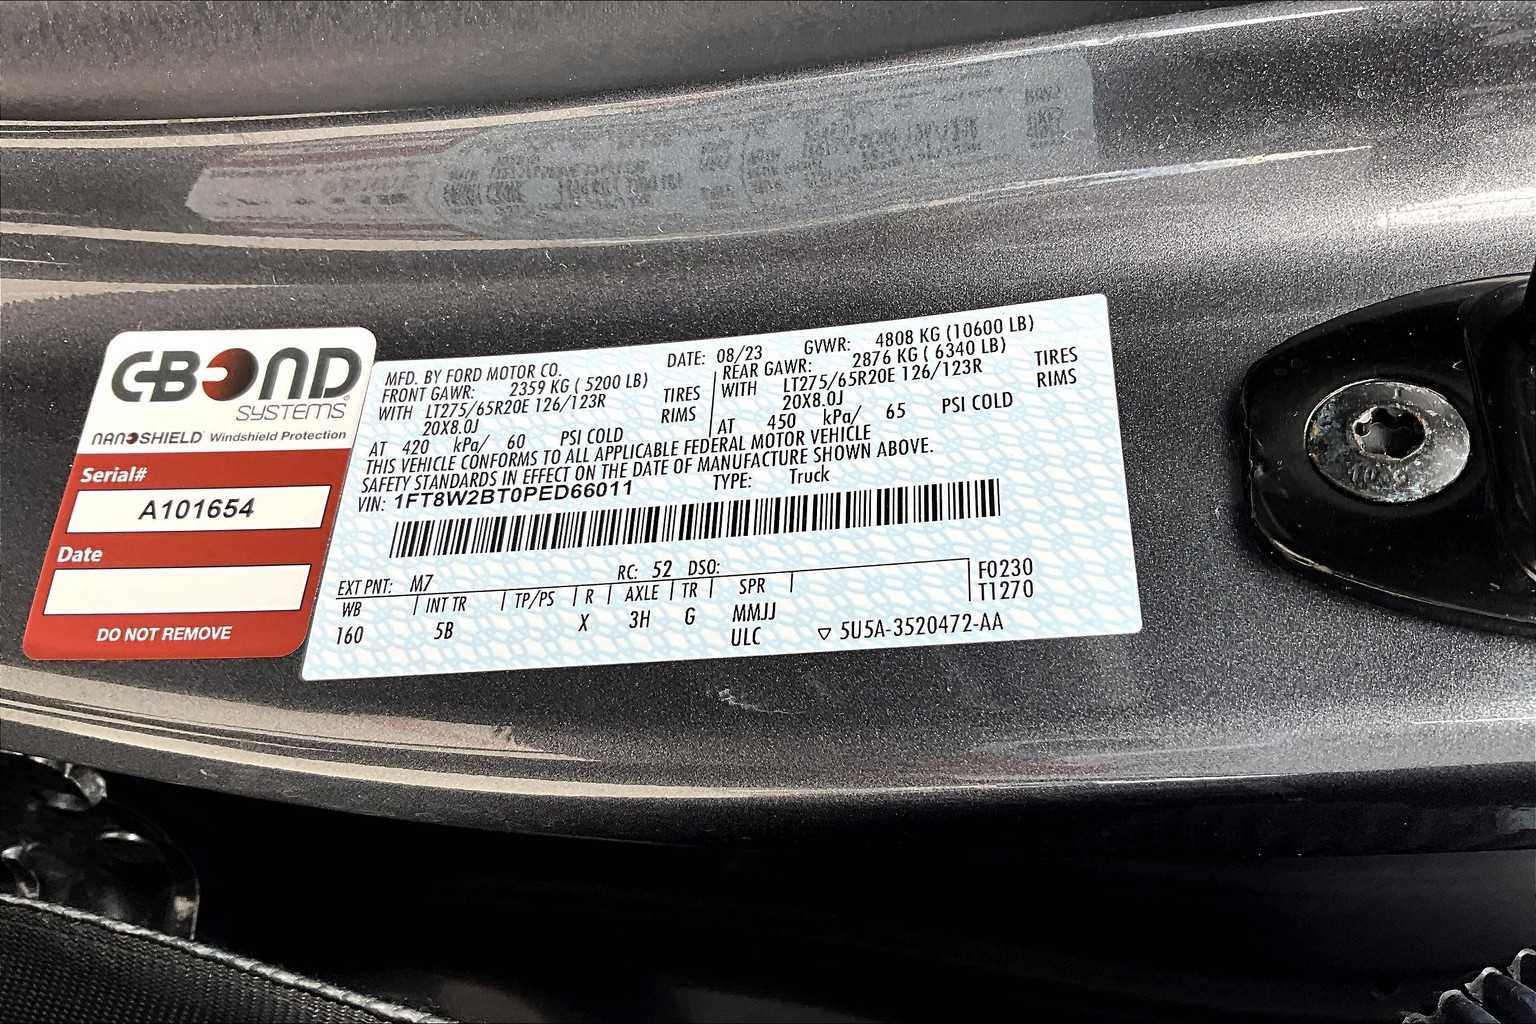 C-BOND
SYSTEMS
NANOSHIELD Windshield Protection
Serial#
A101654
Date
DO NOT REMOVE
MFD. BY FORD MOTOR CO. DATE: 08/23 GVWR: 4808 KG (10600 LB)
FRONT GAWR: 2359 KG ( 5200 LB) REAR GAWR: 2876 KG ( 6340 LB)
WITH LT275/65R20E 126/123R TIRES WITH LT275/65R20E 126/123R TIRES
20X8.0J RIMS 20X8.0J RIMS
AT 420 kPa/ 60 PSI COLD AT 450 kPa/ 65 PSI COLD
THIS VEHICLE CONFORMS TO ALL APPLICABLE FEDERAL MOTOR VEHICLE
SAFETY STANDARDS IN EFFECT ON THE DATE OF MANUFACTURE SHOWN ABOVE.
VIN: 1FT8W2BT0PED66011 TYPE: Truck
EXT PNT: M7 RC: 52 DSO: F0230
WB INT TR TP/PS R AXLE TR SPR T1270
160 5B X 3H G MMJJ
ULC ▽ 5U5A-3520472-AA